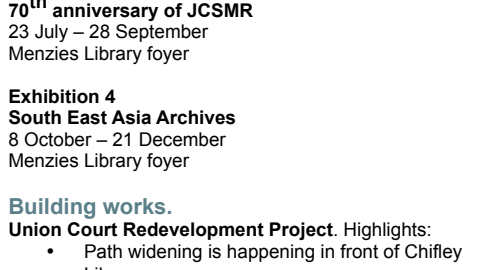 70th anniversary of JCSMR
23 July – 28 September
Menzies Library foyer
Exhibition 4
South East Asia Archives
8 October – 21 December
Menzies Library foyer
Building works.
Union Court Redevelopment Project. Highlights:
• Path widening is happening in front of Chifley